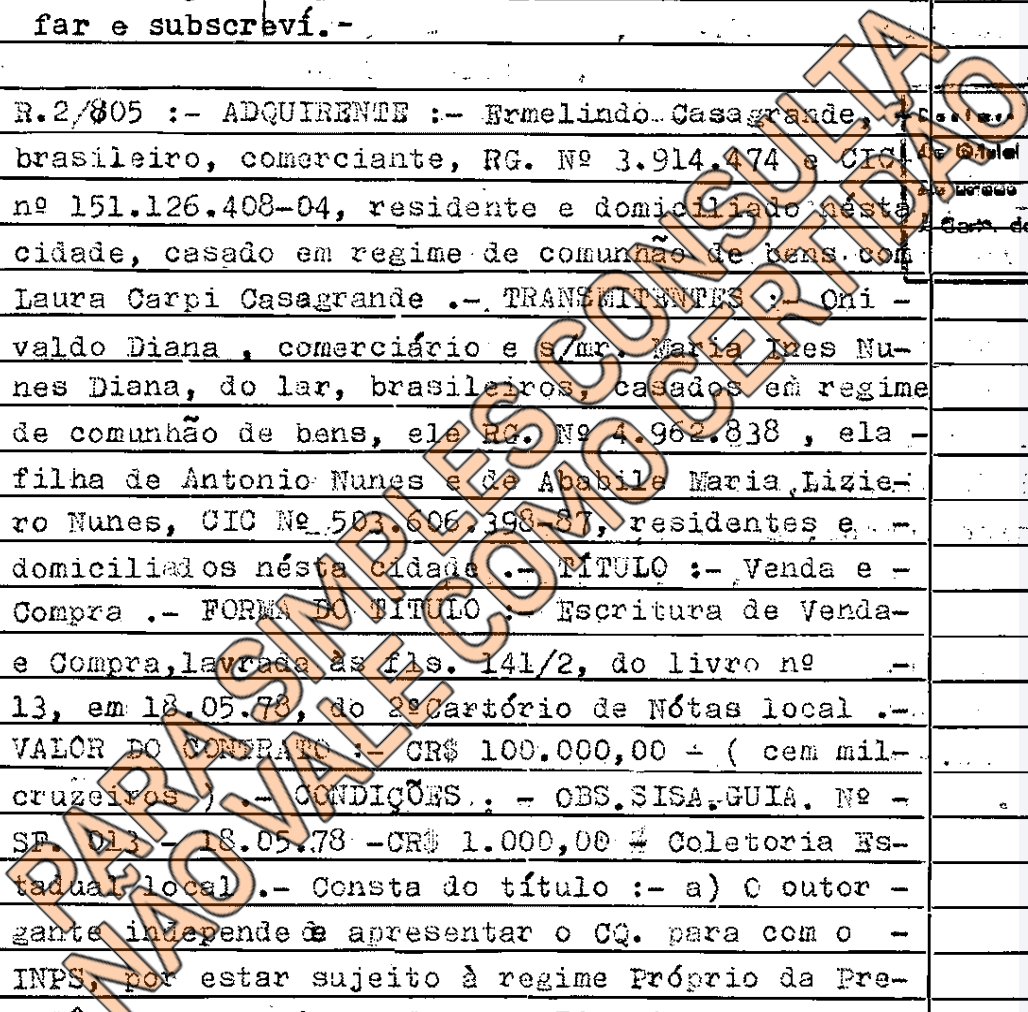 far e subscreví.-
R.2/805 :- ADQUIRENTE :- Ermelindo Casagrande,
brasileiro, comerciante, RG. Nº 3.914.474 e CIC
nº 151.126.408-04, residente e domiciliado nésta
cidade, casado em regime de comunhão de bens com
Laura Carpi Casagrande .- TRANSMITENTES :- Oni -
valdo Diana , comerciário e s/mr. Maria Ines Nu-
nes Diana, do lar, brasileiros, casados em regime
de comunhão de bens, ele RG. Nº 4.962.838 , ela -
filha de Antonio Nunes e de Ababile Maria Lizie-
ro Nunes, CIC Nº 503.606.398-87, residentes e -
domiciliados nésta cidade .- TÍTULO :- Venda e -
Compra .- FORMA DO TÍTULO :- Escritura de Venda-
e Compra,lavrada às fls. 141/2, do livro nº -
13, em 18.05.78, do 2ºCartório de Nótas local .-
VALOR DO CONTRATO :- CR$ 100.000,00 - ( cem mil-
cruzeiros ) .- CONDIÇÕES . - OBS.SISA.GUIA. Nº -
SF. 013 - 18.05.78 -CR$ 1.000,00 # Coletoria Es-
tadual local .- Consta do título :- a) O outor -
gante independe de apresentar o CQ. para com o -
INPS, por estar sujeito à regime Próprio da Pre-
PARA SIMPLES CONSULTA
NÃO VALE COMO CERTIDÃO